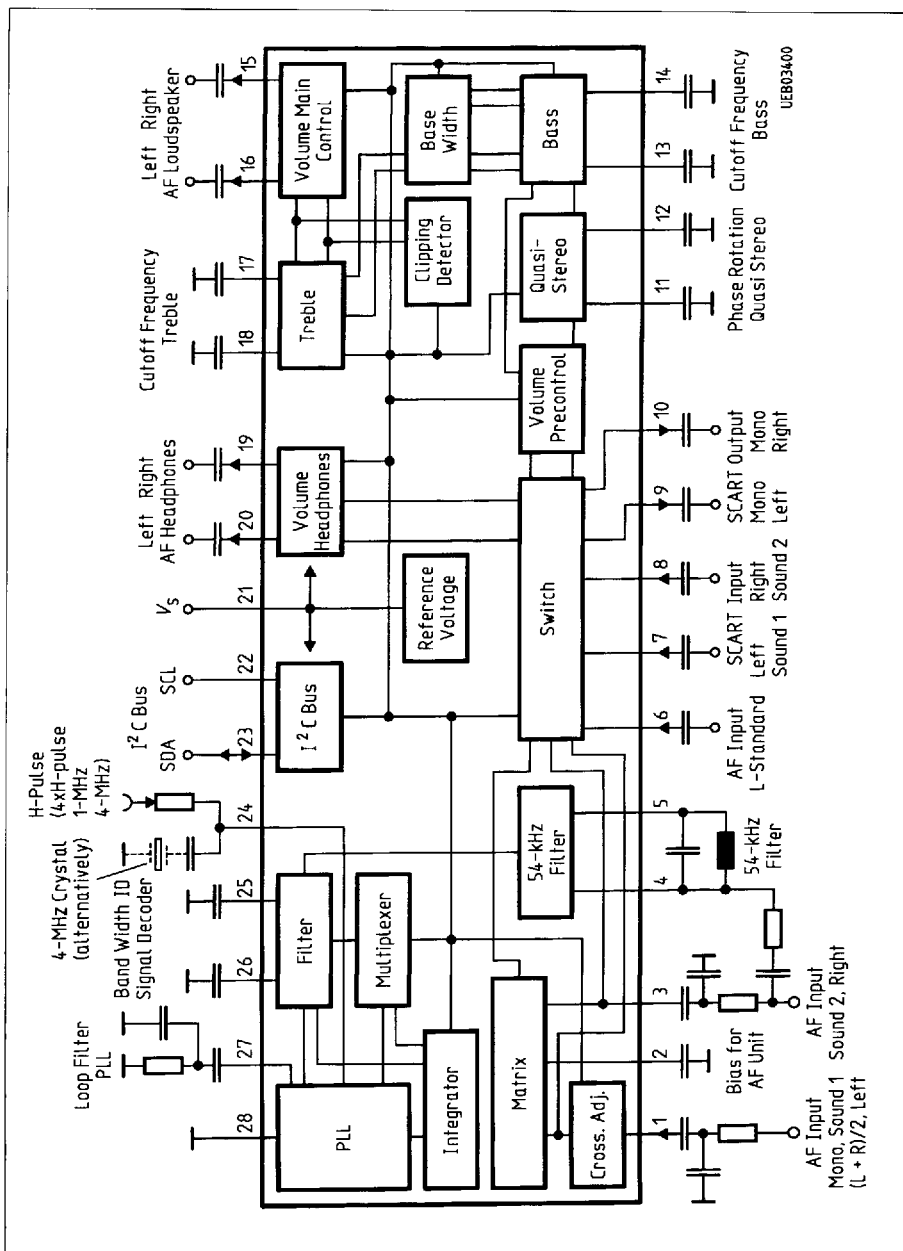 Loop Filter
PLL
Band Width ID
Signal Decoder
4-MHz Crystal
(alternatively)
H-Pulse
(4xH-pulse
1-MHz
4-MHz)
I²C Bus
SDA
SCL
Vs
Left Right
AF Headphones
Cutoff Frequency
Treble
Left Right
AF Loudspeaker
28
27
26
25
24
23
22
21
20
19
18
17
16
15
PLL
Filter
Multiplexer
Integrator
I²C Bus
Reference
Voltage
Volume
Headphones
Treble
Volume Main
Control
Clipping
Detector
Base
Width
Matrix
Cross. Adj.
54-kHz
Filter
Switch
Volume
Precontrol
Quasi-
Stereo
Bass
1
2
3
4
5
6
7
8
9
10
11
12
13
14
AF Input
Mono, Sound 1
(L + R)/2, Left
Bias for
AF Unit
AF Input
Sound 2, Right
54-kHz
Filter
AF Input
L-Standard
SCART Input
Left Right
Sound 1 Sound 2
SCART Output
Mono Mono
Left Right
Phase Rotation
Quasi Stereo
Cutoff Frequency
Bass
UEB03400